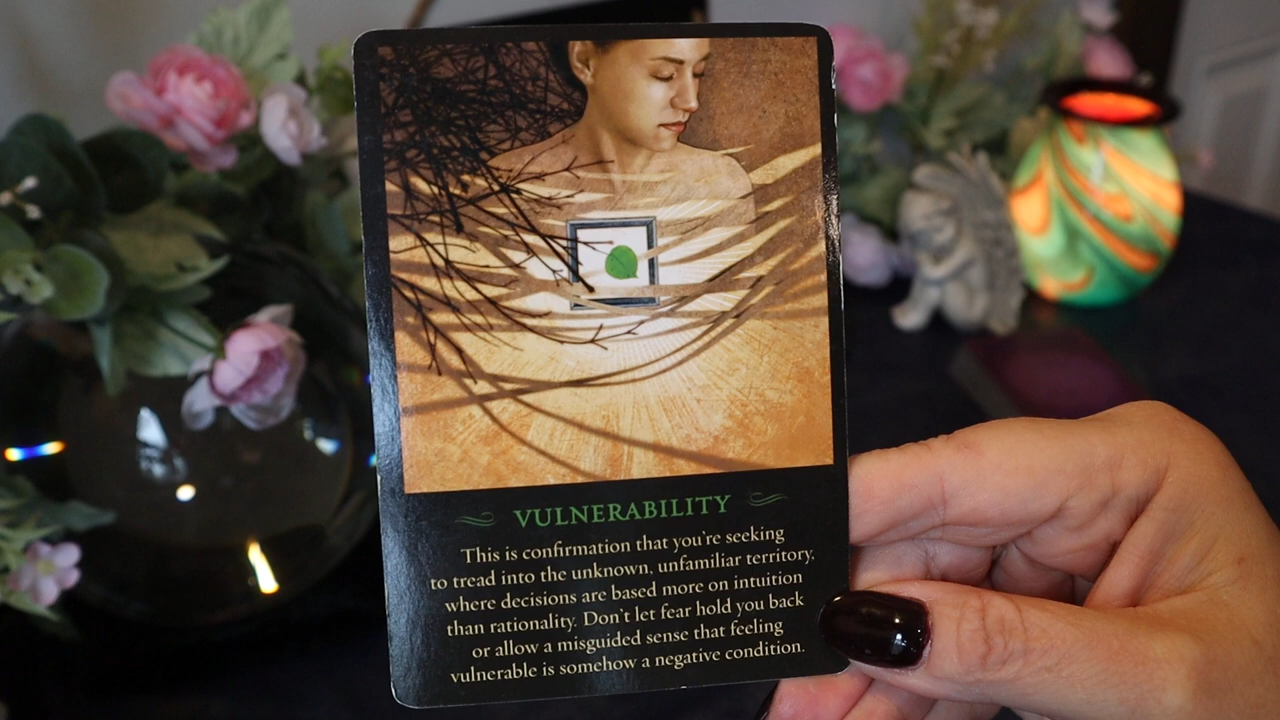 VULNERABILITY
This is confirmation that you're seeking
to tread into the unknown, unfamiliar territory,
where decisions are based more on intuition
than rationality. Don't let fear hold you back
or allow a misguided sense that feeling
vulnerable is somehow a negative condition.